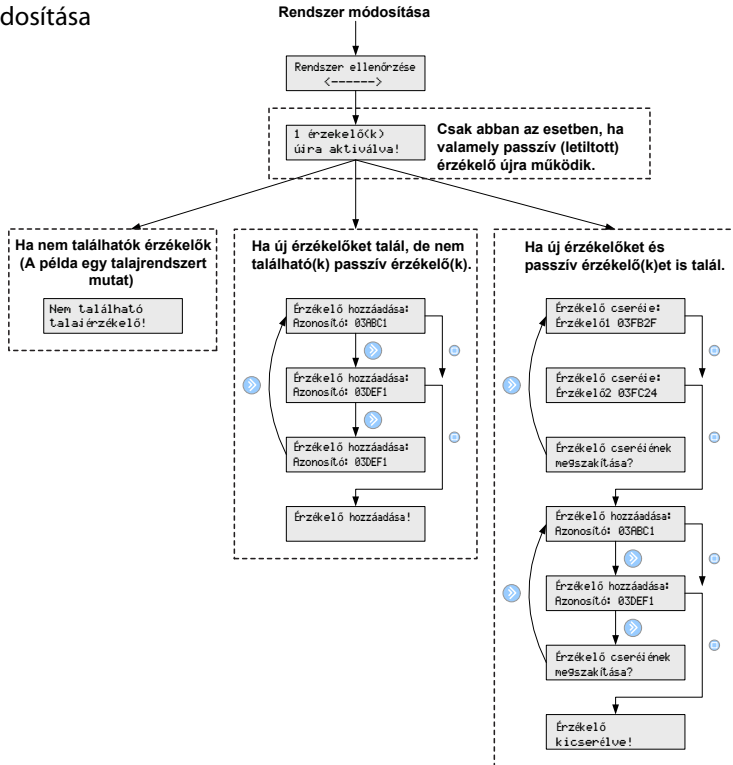 dosítása
Rendszer módosítása
Rendszer ellenőrzése
<------>
1 érzekelő(k)
újra aktiválva!
Csak abban az esetben, ha
valamely passzív (letiltott)
érzékelő újra működik.
Ha nem találhatók érzékelők
(A példa egy talajrendszert
mutat)
Nem található
talajérzékelő!
Ha új érzékelőket talál, de nem
található(k) passzív érzékelő(k).
Érzékelő hozzáadása:
Azonosító: 03ABC1
Érzékelő hozzáadása:
Azonosító: 03DEF1
Érzékelő hozzáadása:
Azonosító: 03DEF1
Érzékelő hozzáadása!
Ha új érzékelőket és
passzív érzékelő(k)et is talál.
Érzékelő cseréje:
Érzékelő1 03FB2F
Érzékelő cseréje:
Érzékelő2 03FC24
Érzékelő cseréjének
megszakítása?
Érzékelő hozzáadása:
Azonosító: 03ABC1
Érzékelő hozzáadása:
Azonosító: 03DEF1
Érzékelő cseréjének
megszakítása?
Érzékelő
kicserélve!